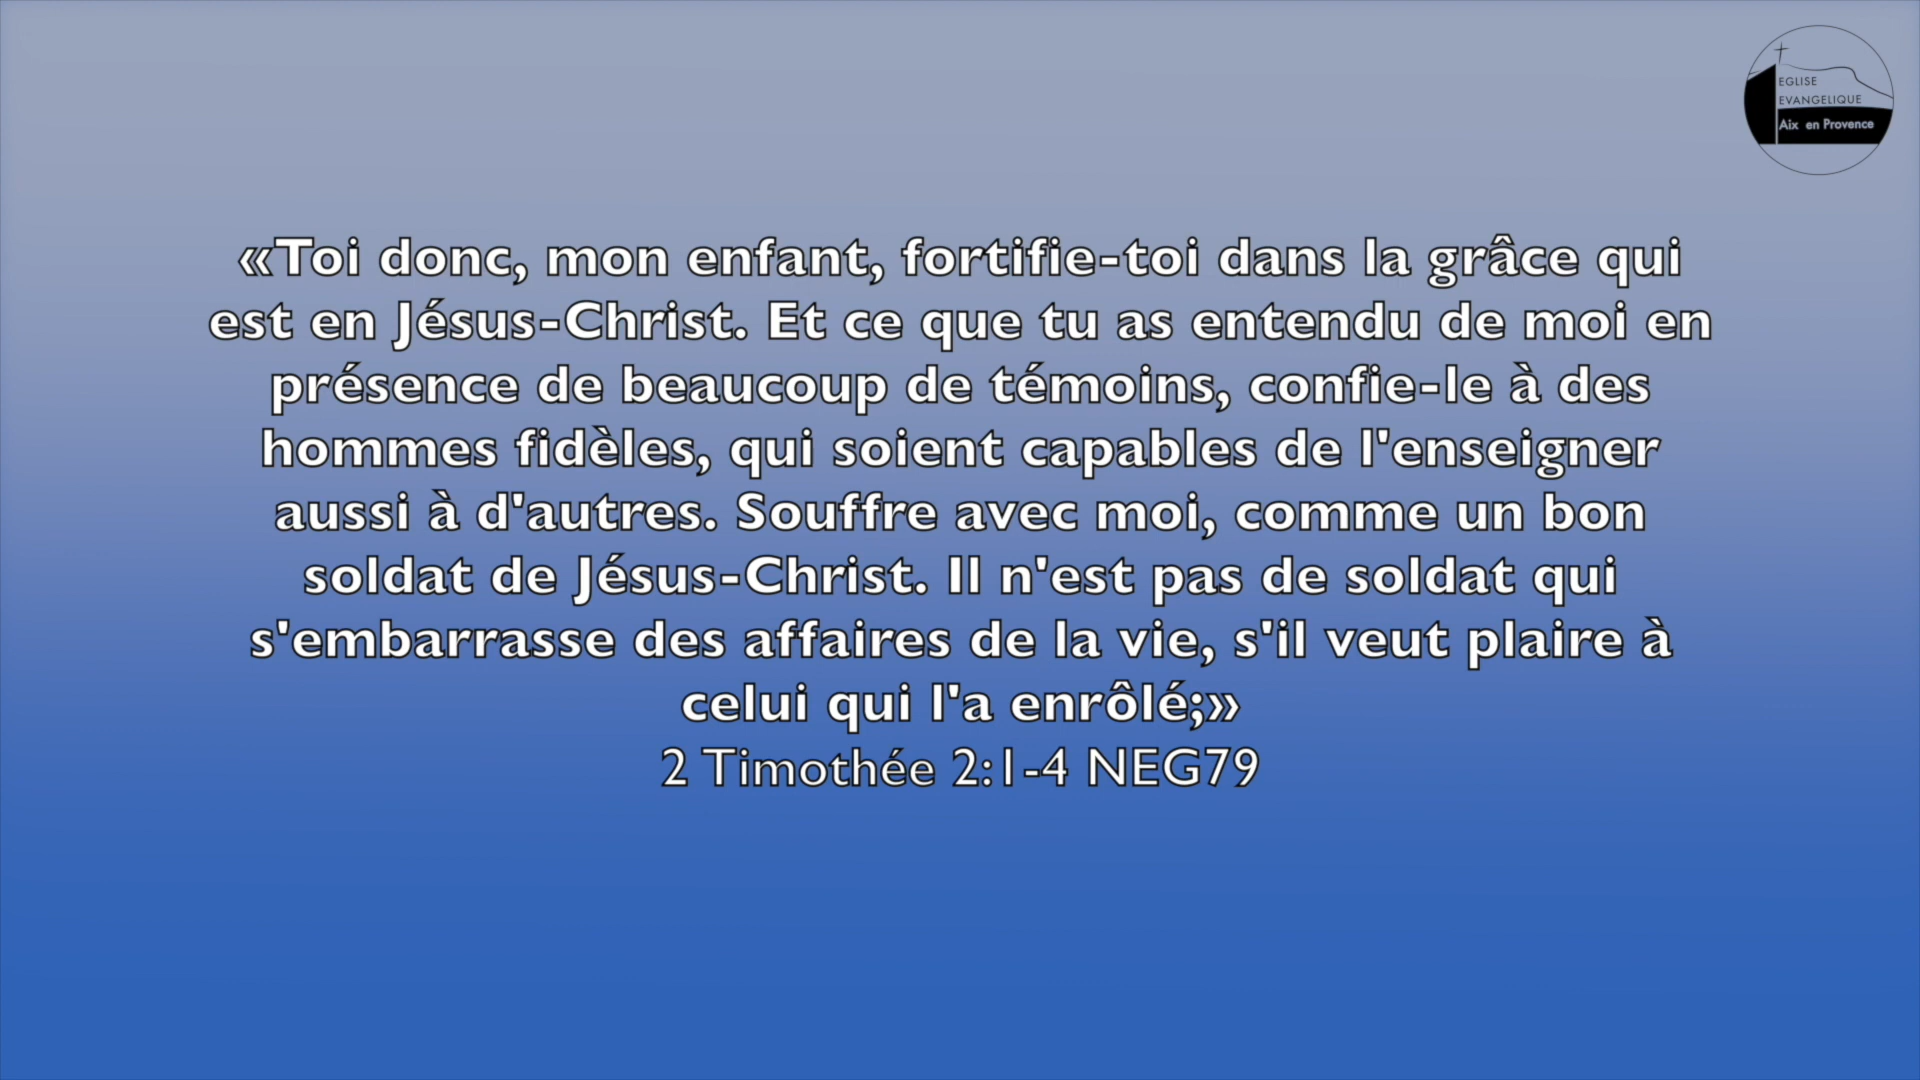 EGLISE
EVANGELIQUE
Aix en Provence
«Toi donc, mon enfant, fortifie-toi dans la grâce qui
est en Jésus-Christ. Et ce que tu as entendu de moi en
présence de beaucoup de témoins, confie-le à des
hommes fidèles, qui soient capables de l'enseigner
aussi à d'autres. Souffre avec moi, comme un bon
soldat de Jésus-Christ. Il n'est pas de soldat qui
s'embarrasse des affaires de la vie, s'il veut plaire à
celui qui l'a enrôlé;»
2 Timothée 2:1-4 NEG79